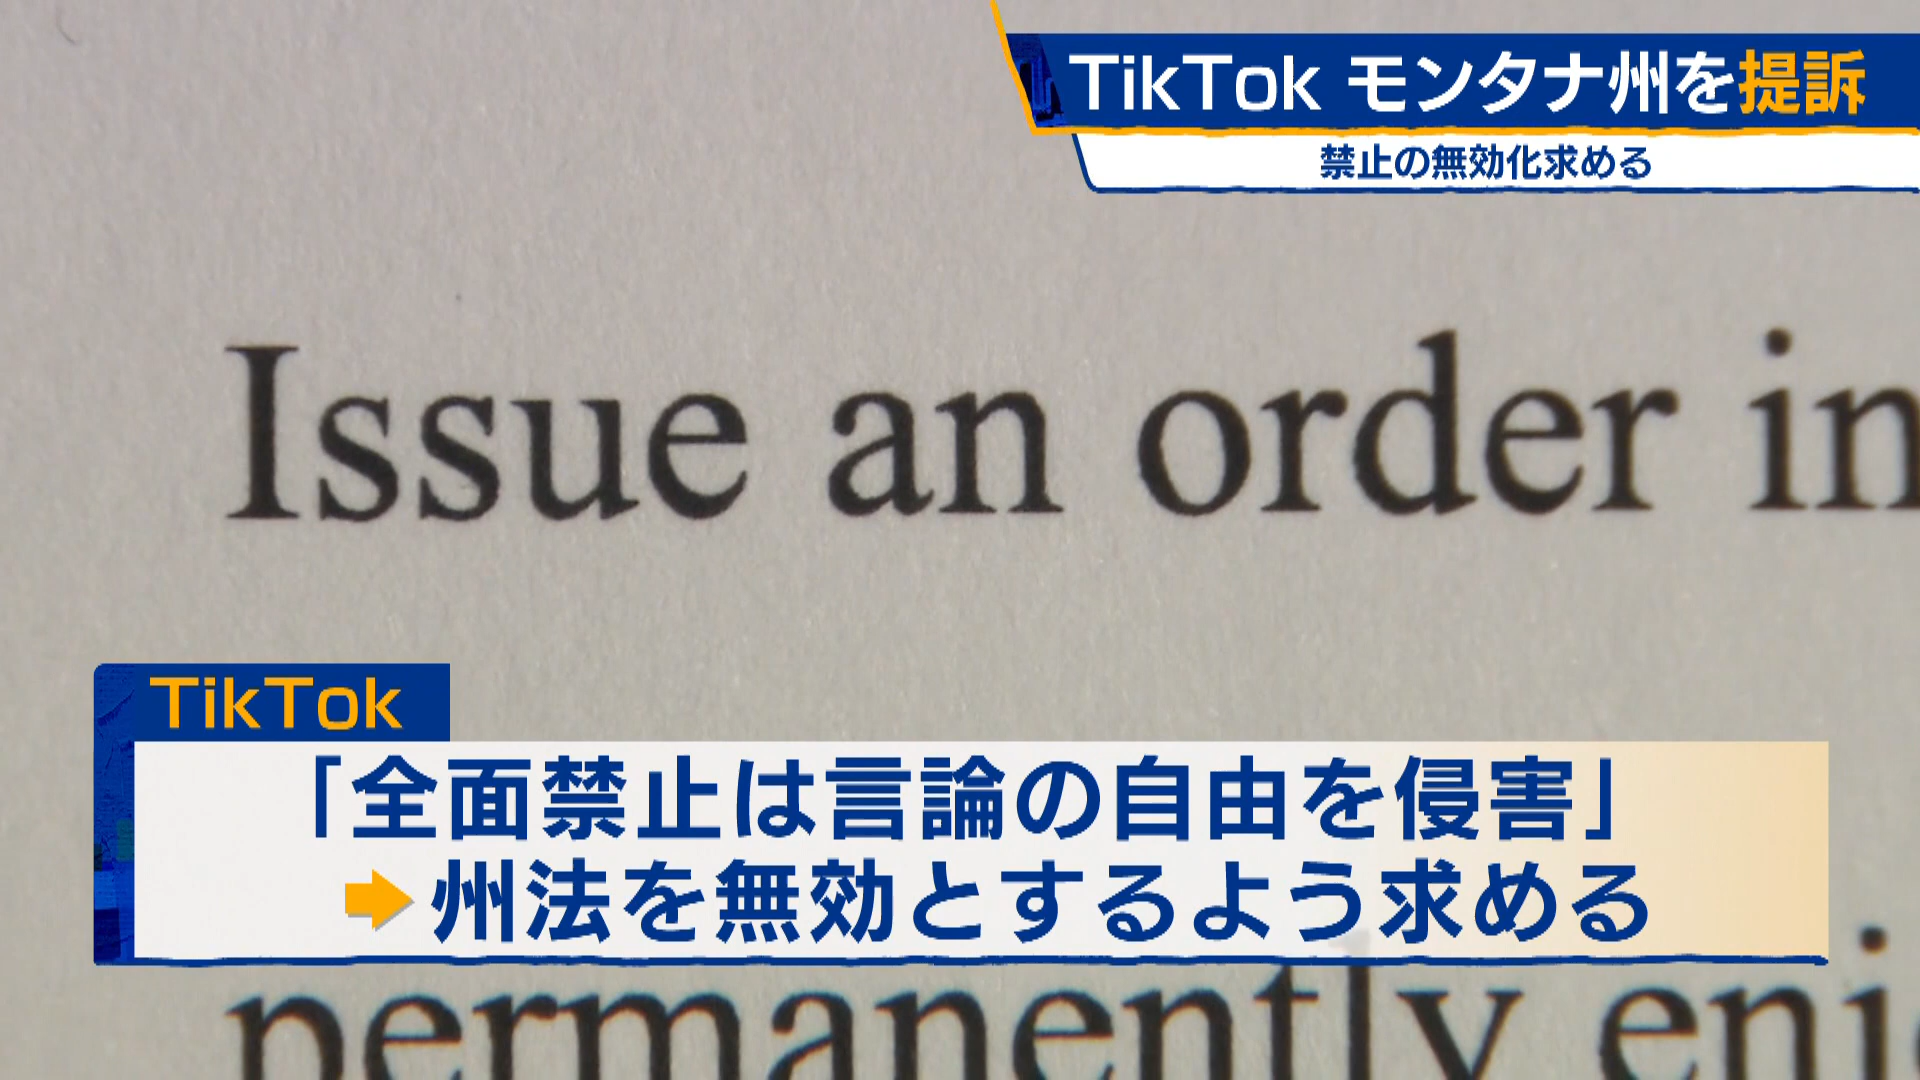 TikTok モンタナ州を提訴
禁止の無効化求める
Issue an order in
TikTok
「全面禁止は言論の自由を侵害」
➡州法を無効とするよう求める
permanently enj